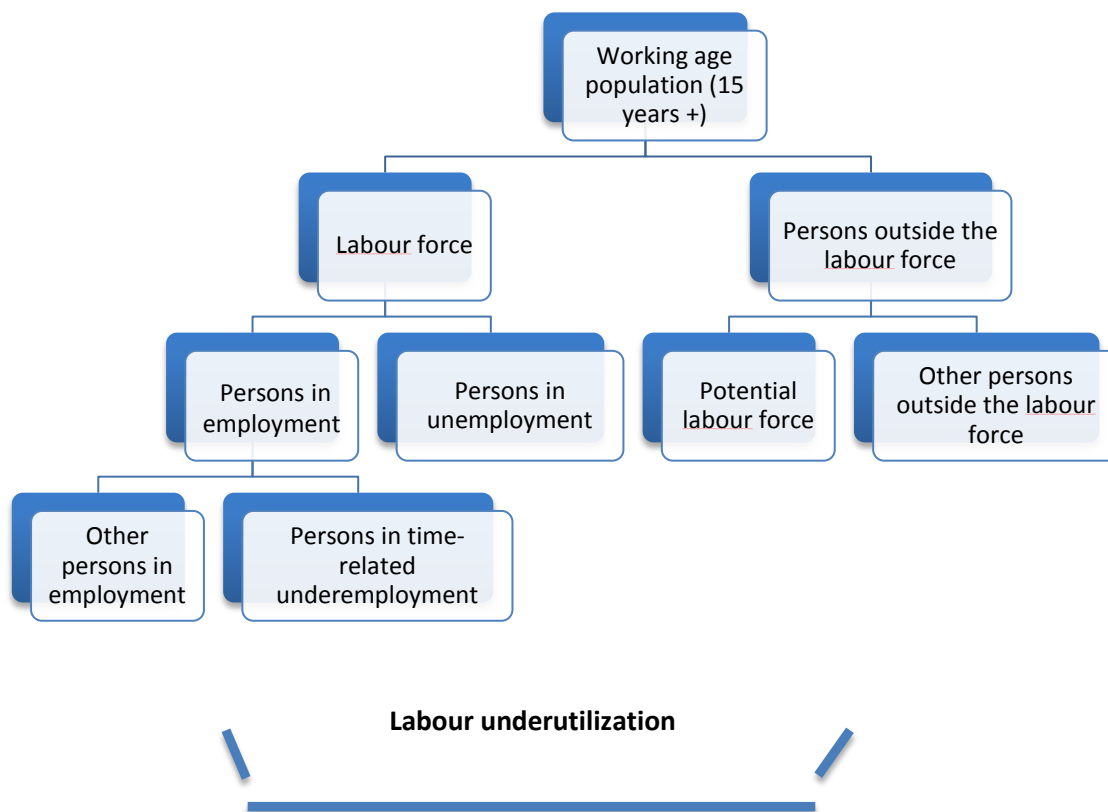 Working age
population (15
years +)
Labour force
Persons outside the
labour force
Persons in
employment
Persons in
unemployment
Potential
labour force
Other persons
outside the labour
force
Other
persons in
employment
Persons in time-
related
underemployment
Labour underutilization